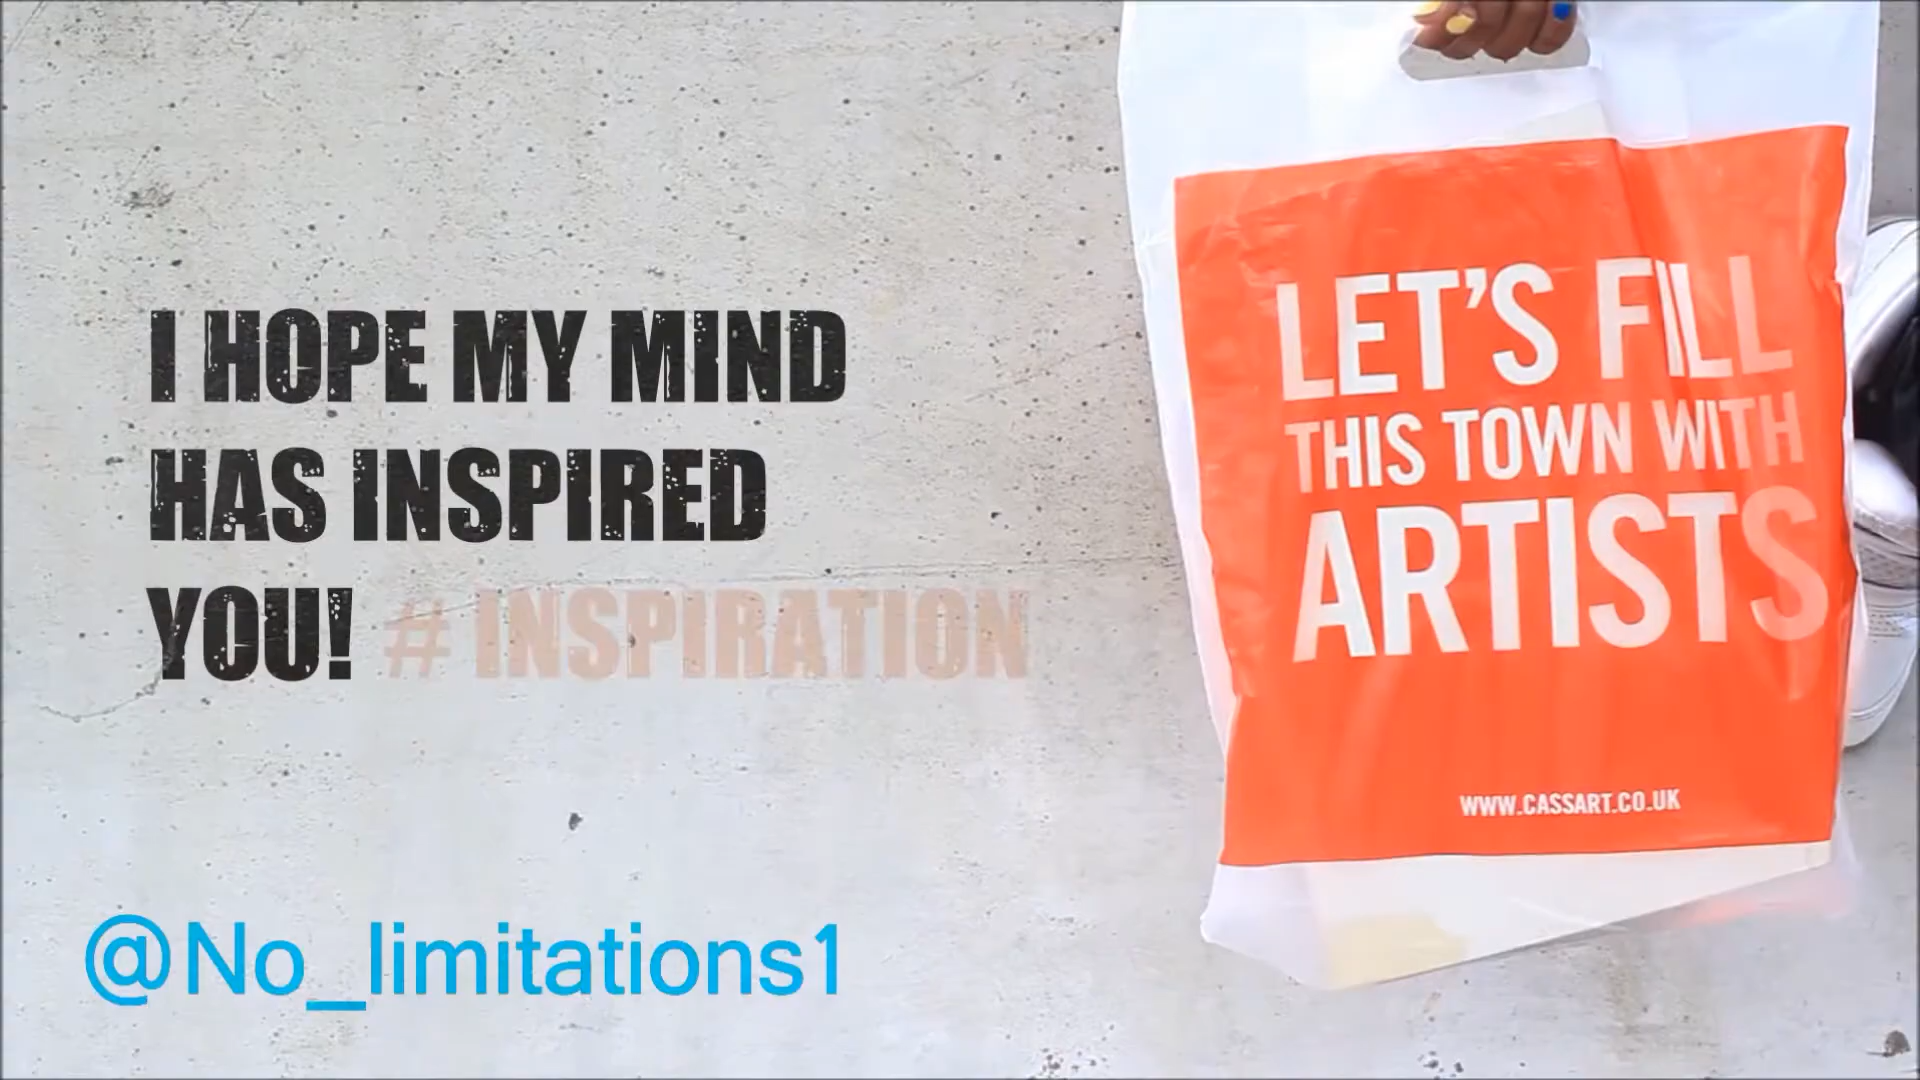 I HOPE MY MIND
HAS INSPIRED
YOU! # INSPIRATION
@No_limitations1
LET'S FILL
THIS TOWN WITH
ARTISTS
WWW.CASSART.CO.UK